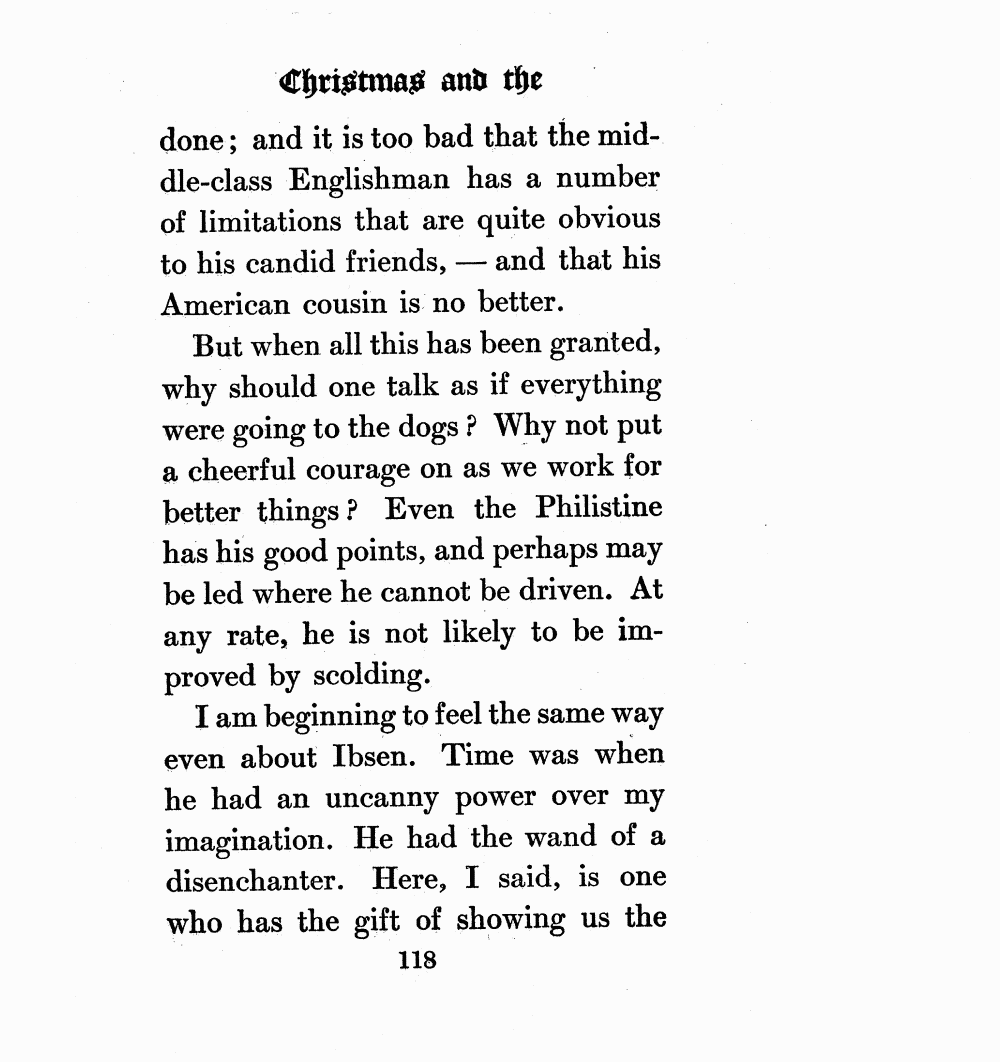 Christmas and the
done; and it is too bad that the mid-
dle-class Englishman has a number
of limitations that are quite obvious
to his candid friends, — and that his
American cousin is no better.
But when all this has been granted,
why should one talk as if everything
were going to the dogs? Why not put
a cheerful courage on as we work for
better things? Even the Philistine
has his good points, and perhaps may
be led where he cannot be driven. At
any rate, he is not likely to be im-
proved by scolding.
I am beginning to feel the same way
even about Ibsen. Time was when
he had an uncanny power over my
imagination. He had the wand of a
disenchanter. Here, I said, is one
who has the gift of showing us the
118